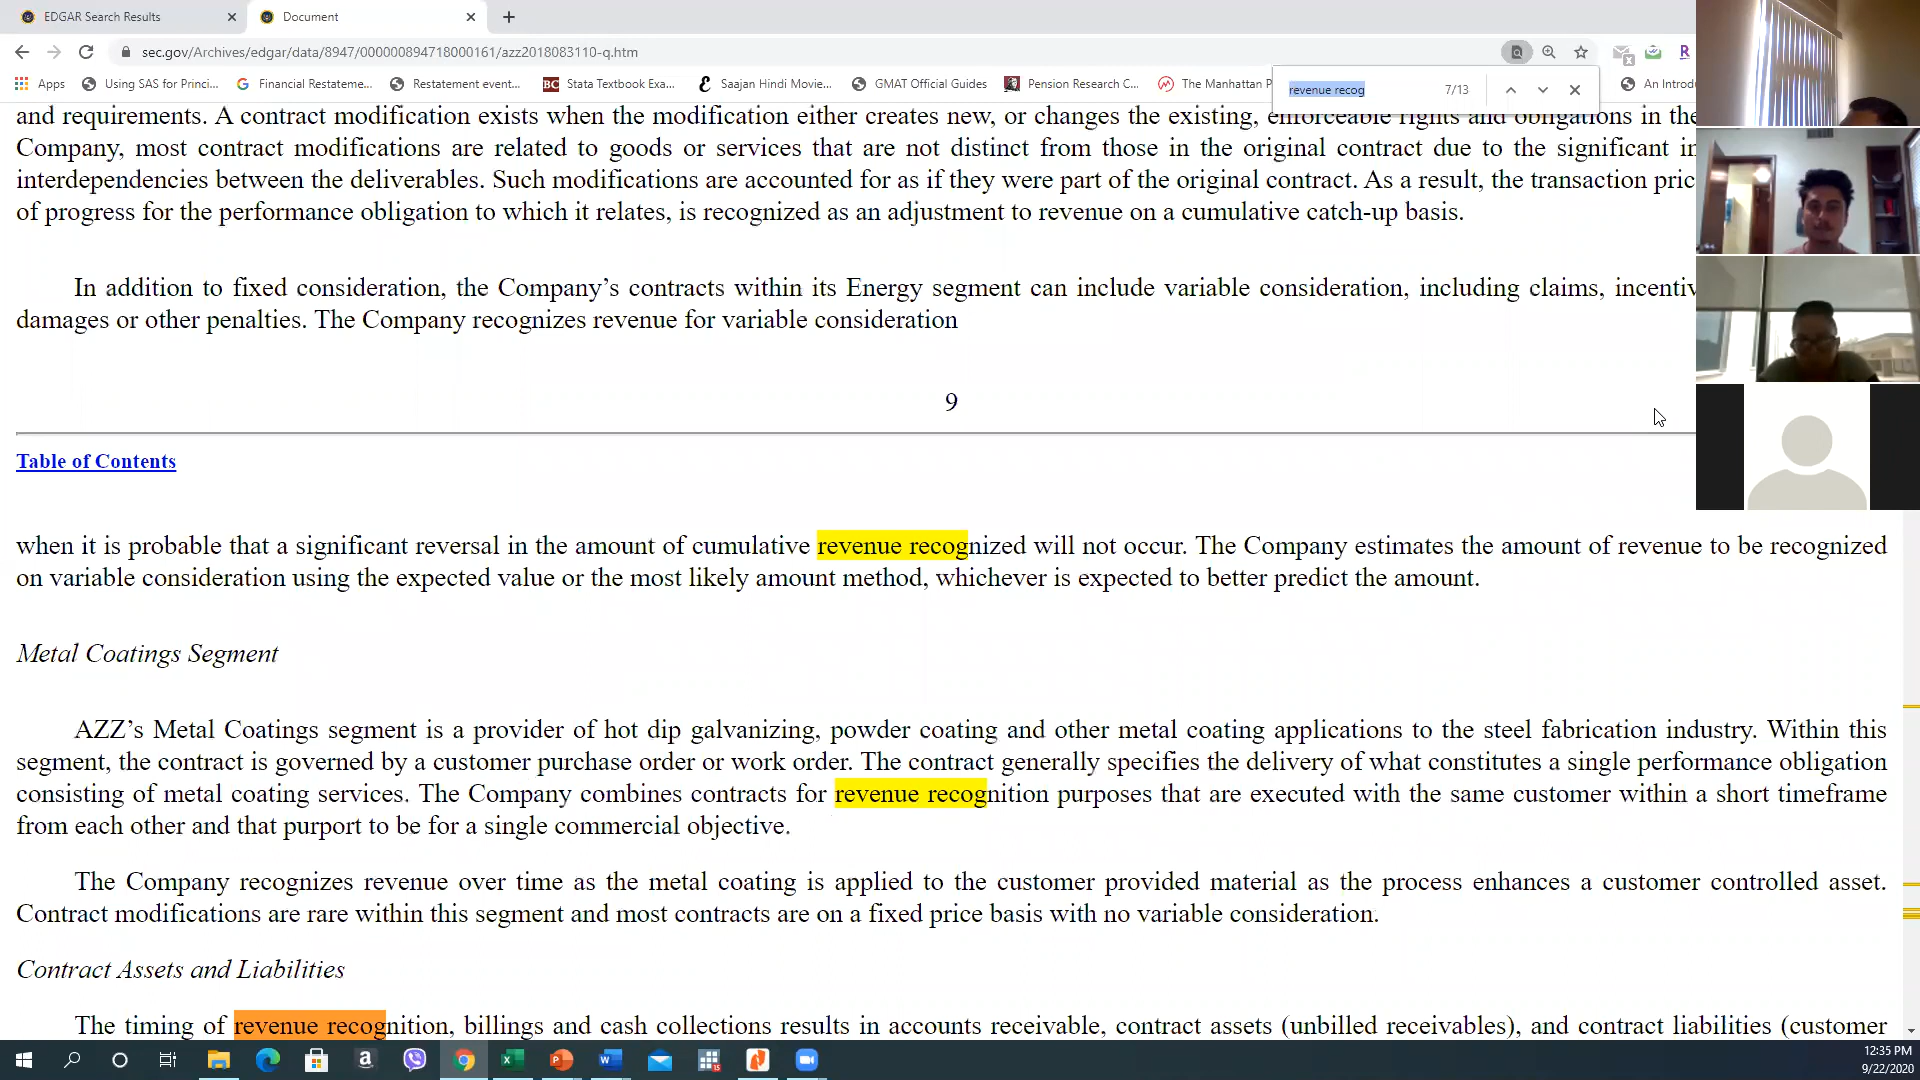 EDGAR Search Results
Document
sec.gov/Archives/edgar/data/8947/000000894718000161/azz2018083110-q.htm
Apps
Using SAS for Princi...
Financial Restateme...
Restatement event...
BC
Stata Textbook Exa...
Saajan Hindi Movie...
GMAT Official Guides
Pension Research C...
The Manhattan P
An Introd
revenue recog
7/13
and requirements. A contract modification exists when the modification either creates new, or changes the existing, enforceable rights and obligations in the
Company, most contract modifications are related to goods or services that are not distinct from those in the original contract due to the significant in
interdependencies between the deliverables. Such modifications are accounted for as if they were part of the original contract. As a result, the transaction pric
of progress for the performance obligation to which it relates, is recognized as an adjustment to revenue on a cumulative catch-up basis.
In addition to fixed consideration, the Company’s contracts within its Energy segment can include variable consideration, including claims, incentiv
damages or other penalties. The Company recognizes revenue for variable consideration
9
Table of Contents
when it is probable that a significant reversal in the amount of cumulative revenue recognized will not occur. The Company estimates the amount of revenue to be recognized
on variable consideration using the expected value or the most likely amount method, whichever is expected to better predict the amount.
Metal Coatings Segment
AZZ’s Metal Coatings segment is a provider of hot dip galvanizing, powder coating and other metal coating applications to the steel fabrication industry. Within this
segment, the contract is governed by a customer purchase order or work order. The contract generally specifies the delivery of what constitutes a single performance obligation
consisting of metal coating services. The Company combines contracts for revenue recognition purposes that are executed with the same customer within a short timeframe
from each other and that purport to be for a single commercial objective.
The Company recognizes revenue over time as the metal coating is applied to the customer provided material as the process enhances a customer controlled asset.
Contract modifications are rare within this segment and most contracts are on a fixed price basis with no variable consideration.
Contract Assets and Liabilities
The timing of revenue recognition, billings and cash collections results in accounts receivable, contract assets (unbilled receivables), and contract liabilities (customer
12:35 PM
9/22/2020